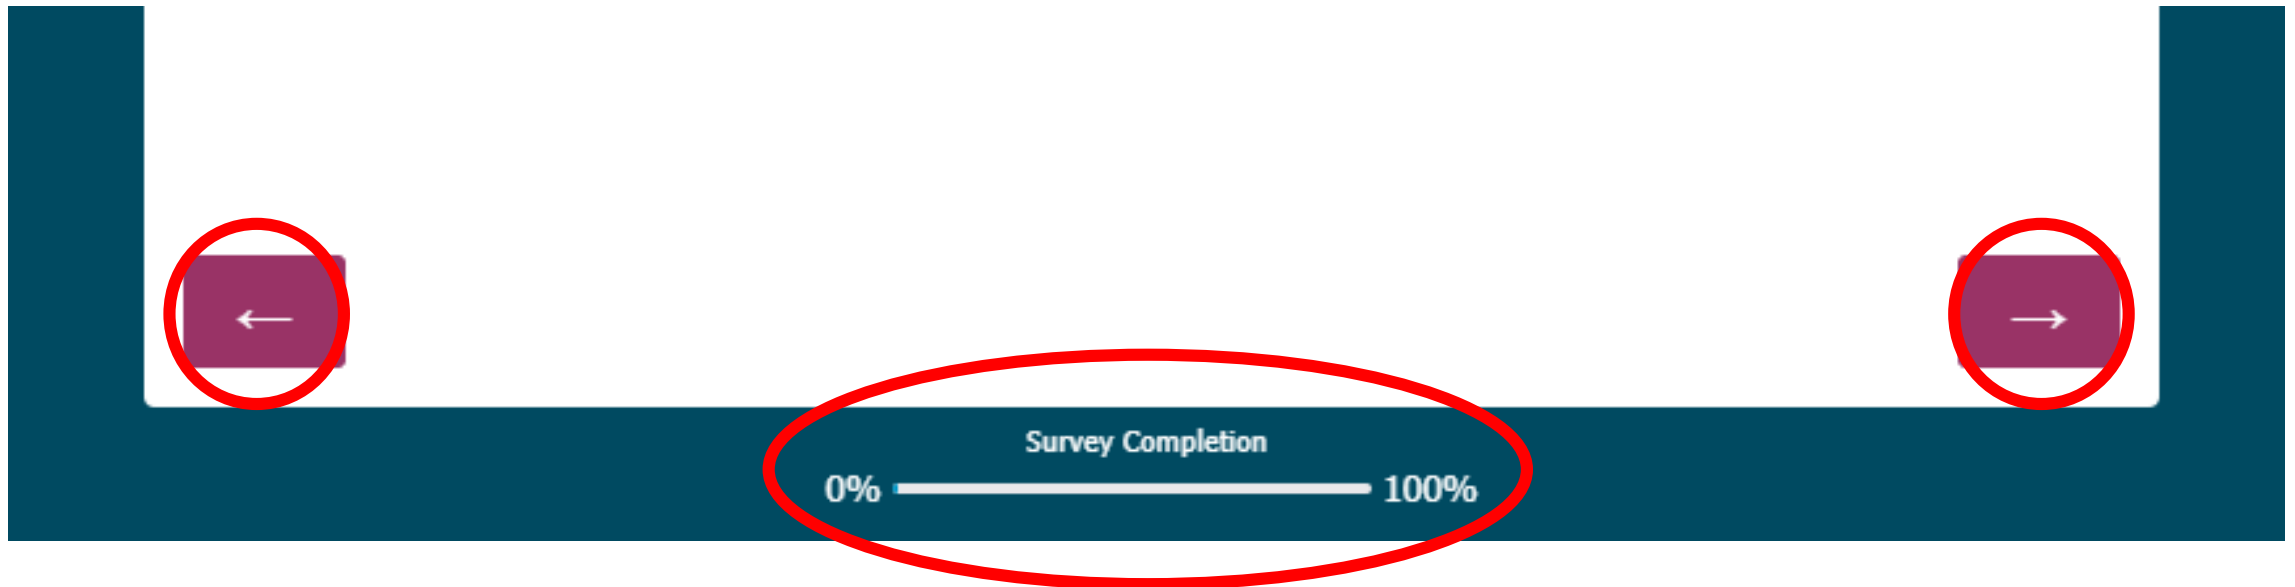 ← →
Survey Completion
0% 100%